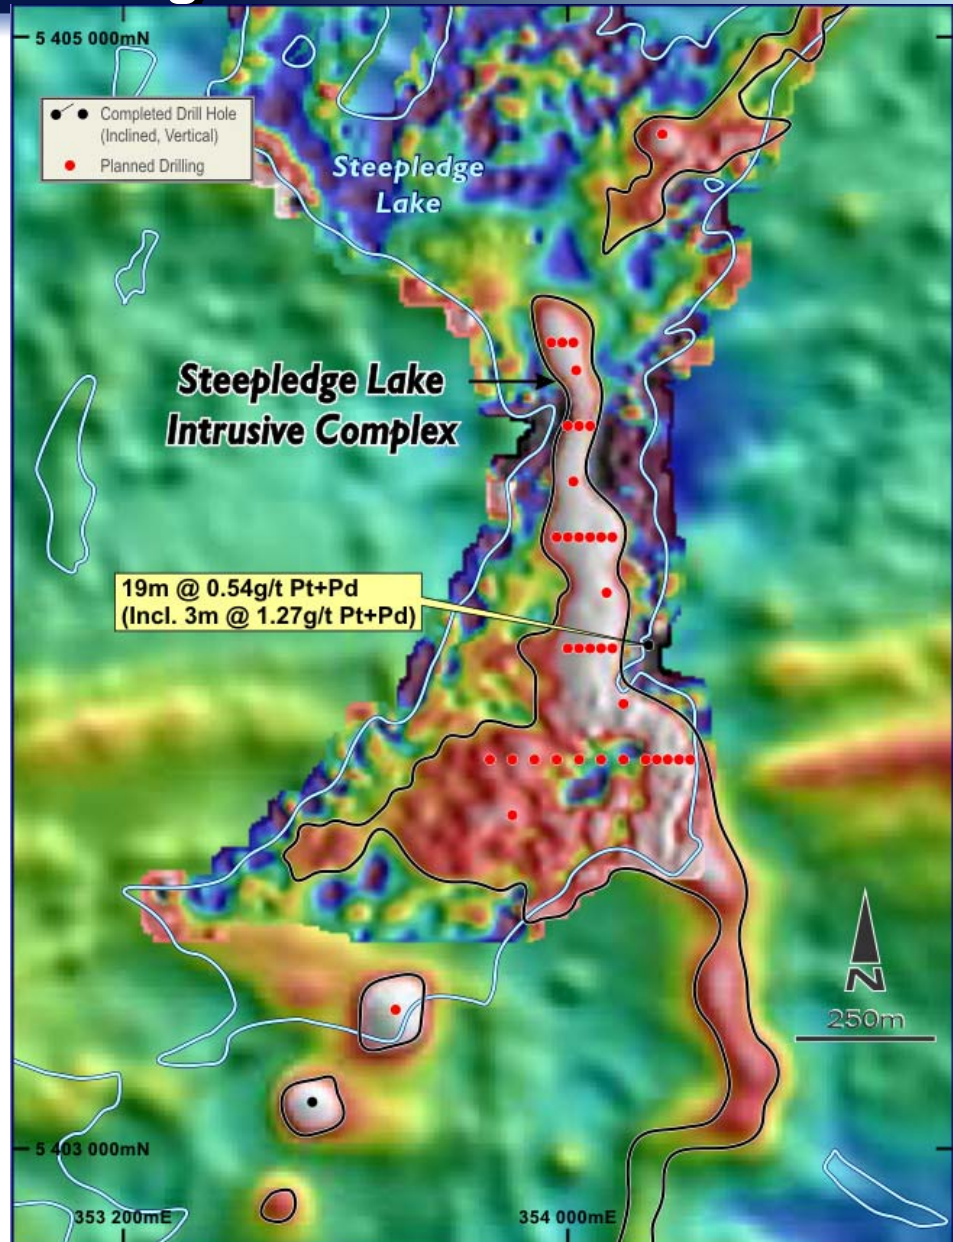 5 405 000mN
Completed Drill Hole
(Inclined, Vertical)
Planned Drilling
Steepledge
Lake
Steepledge Lake
Intrusive Complex
19m @ 0.54g/t Pt+Pd
(Incl. 3m @ 1.27g/t Pt+Pd)
N
250m
5 403 000mN
353 200mE
354 000mE